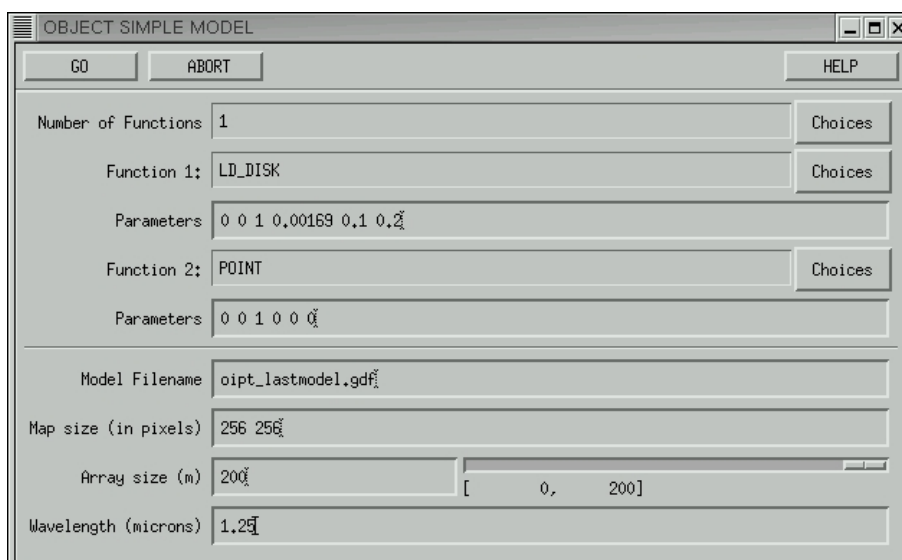 OBJECT SIMPLE MODEL
GO ABORT HELP
Number of Functions 1 Choices
Function 1: LD_DISK Choices
Parameters 0 0 1 0.00169 0.1 0.2
Function 2: POINT Choices
Parameters 0 0 1 0 0 0
Model Filename oipt_lastmodel.gdf
Map size (in pixels) 256 256
Array size (m) 200 [ 0, 200]
Wavelength (microns) 1.25